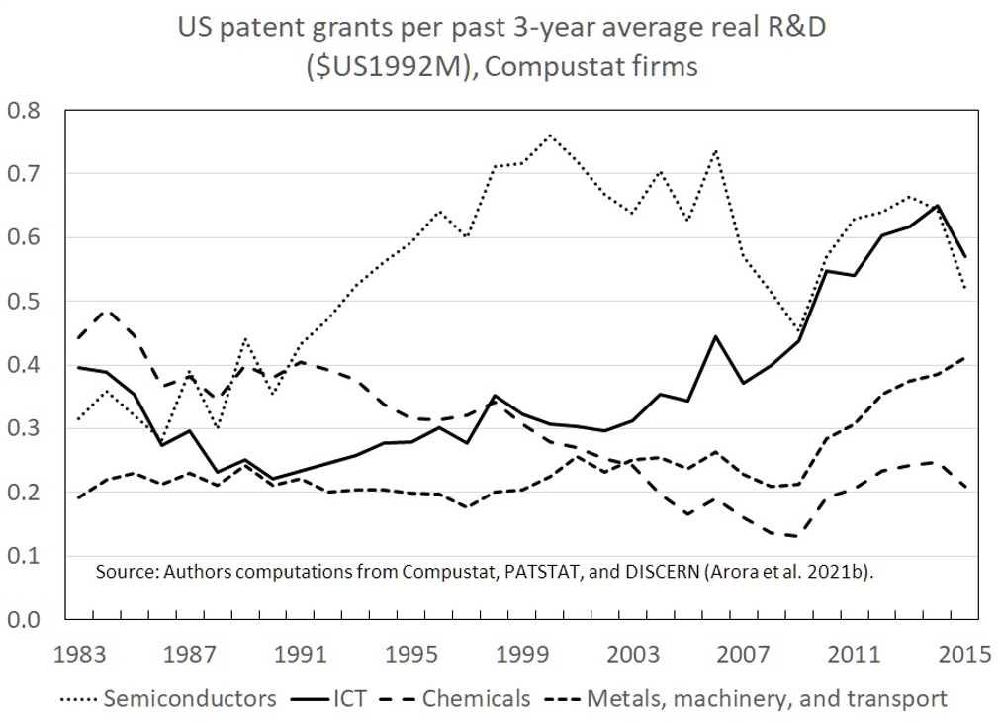 US patent grants per past 3-year average real R&D
($US1992M), Compustat firms
0.8
0.7
0.6
0.5
0.4
0.3
0.2
0.1
Source: Authors computations from Compustat, PATSTAT, and DISCERN (Arora et al. 2021b).
0.0
1983 1987 1991 1995 1999 2003 2007 2011 2015
Semiconductors ICT Chemicals Metals, machinery, and transport